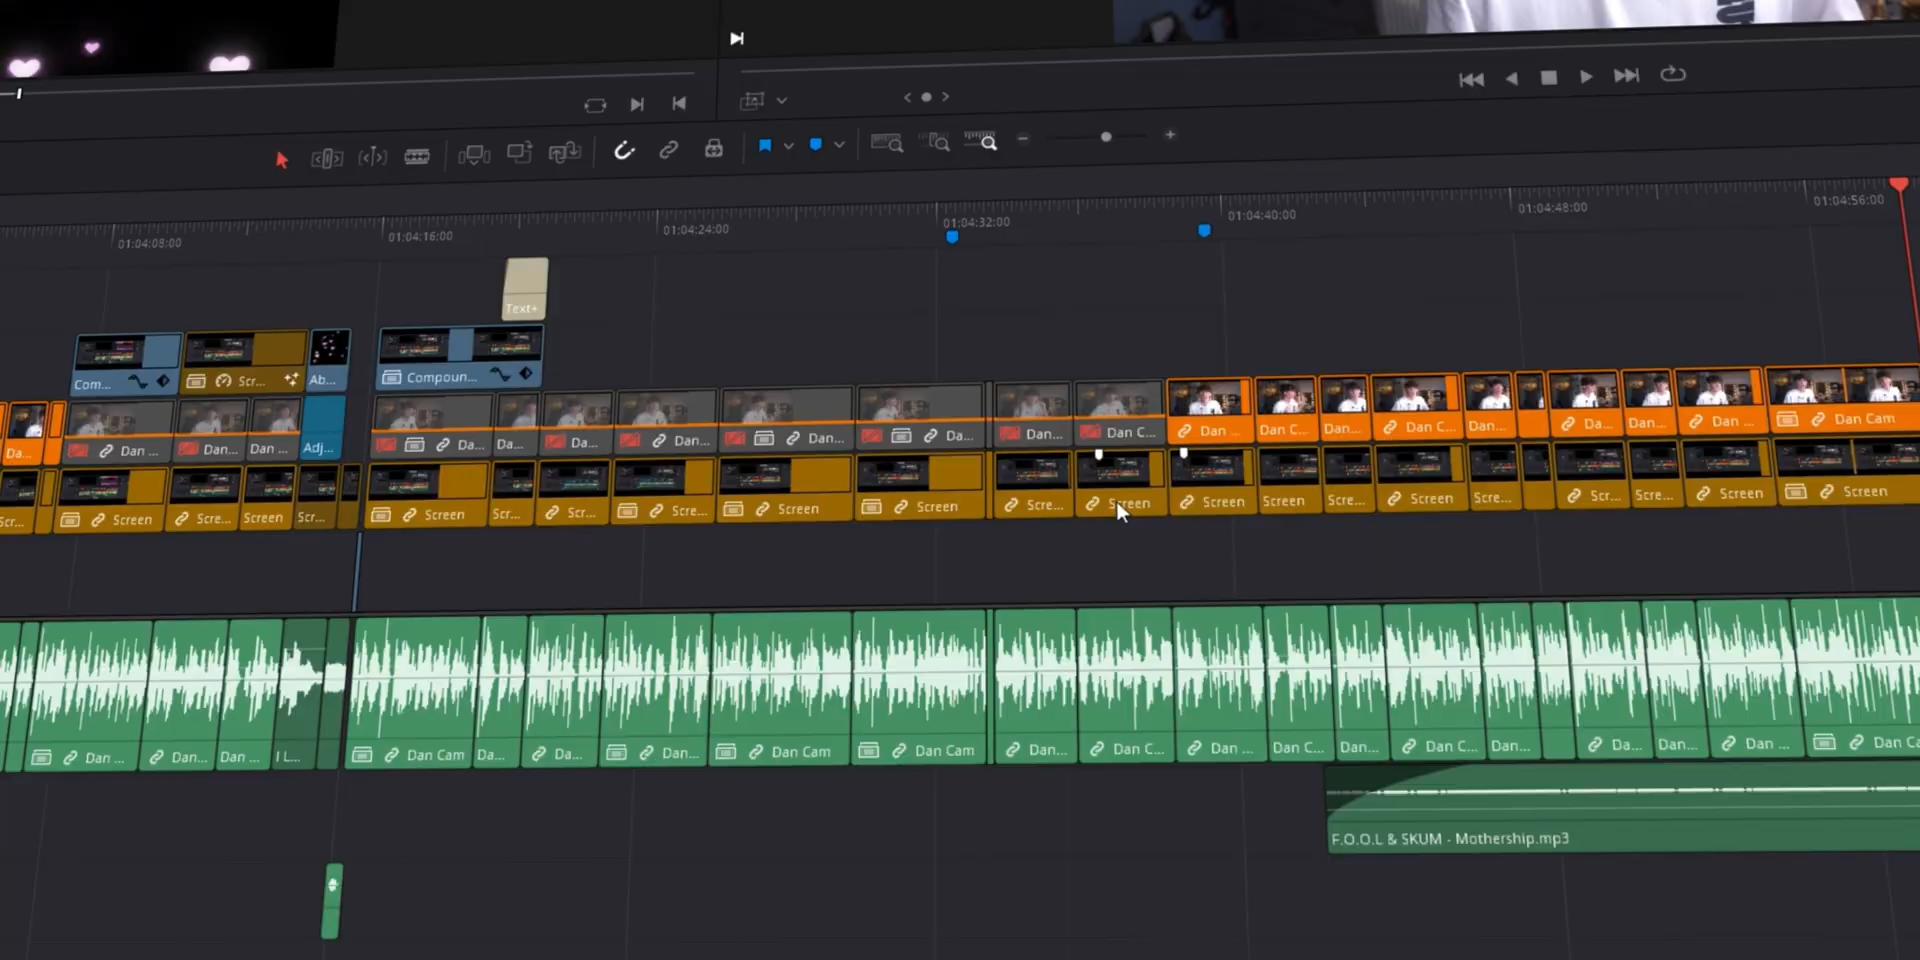 01:04:08:00
01:04:16:00
01:04:24:00
01:04:32:00
01:04:40:00
01:04:48:00
01:04:56:00
Text+
Com...
Scr...
Ab...
Compoun...
Da...
Dan ...
Dan...
Dan ...
Adj...
Da...
Da...
Da...
Dan...
Dan...
Da...
Dan...
Dan C...
Dan ...
Dan C...
Dan...
Dan C...
Dan...
Da...
Dan...
Dan ...
Dan Cam
Scr...
Screen
Scre...
Screen
Scr...
Screen
Scr...
Scr...
Scre...
Screen
Screen
Scre...
Screen
Screen
Screen
Scre...
Screen
Scre...
Scr...
Scre...
Screen
Screen
Dan ...
Dan...
Dan ...
I L...
Dan Cam
Da...
Da...
Dan...
Dan Cam
Dan Cam
Dan...
Dan C...
Dan ...
Dan C...
Dan...
Dan C...
Dan...
Da...
Dan...
Dan ...
Dan Ca
F.O.O.L & SKUM - Mothership.mp3